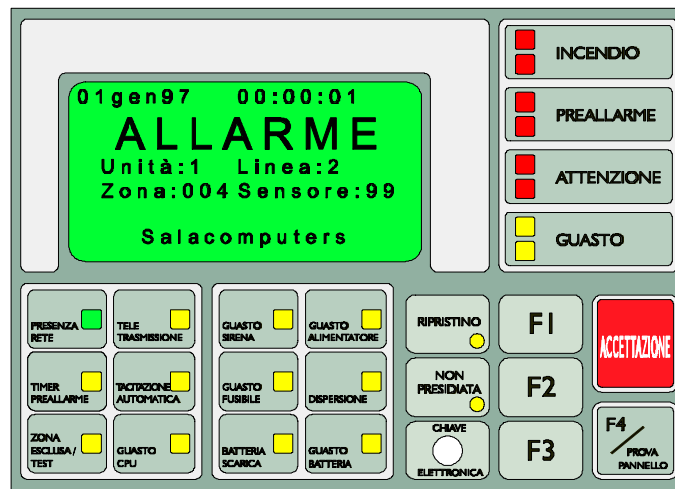 01gen97 00:00:01
ALLARME
Unità:1 Linea:2
Zona:004 Sensore:99
Salacomputers
INCENDIO
PREALLARME
ATTENZIONE
GUASTO
PRESENZA
RETE
TELE
TRASMISSIONE
GUASTO
SIRENA
GUASTO
ALIMENTATORE
TIMER
PREALLARME
TACITAZIONE
AUTOMATICA
GUASTO
FUSIBILE
DISPERSIONE
ZONA
ESCLUSA /
TEST
GUASTO
CPU
BATTERIA
SCARICA
GUASTO
BATTERIA
RIPRISTINO
NON
PRESIDIATA
CHIAVE
ELETTRONICA
F1
F2
F3
ACCETTAZIONE
F4
PROVA
PANNELLO